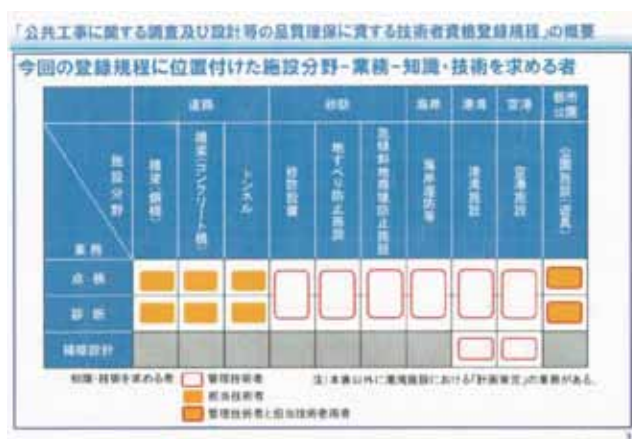 「公共工事に関する調査及び設計等の品質確保に資する技術者資格登録規程」の概要
今回の登録規程に位置付けた施設分野-業務-知識・技術を求める者
道路 砂防 海岸 港湾 空港 都市公園
施設分野
業務
橋梁(鋼橋)
橋梁(コンクリート橋)
トンネル
砂防設備
地すべり防止施設
急傾斜地崩壊防止施設
海岸堤防等
港湾施設
空港施設
公園施設(遊具)
点検
診断
補修設計
知識・技術を求める者
管理技術者
担当技術者
管理技術者と担当技術者両者
注)本表以外に港湾施設における「計画策定」の業務がある。